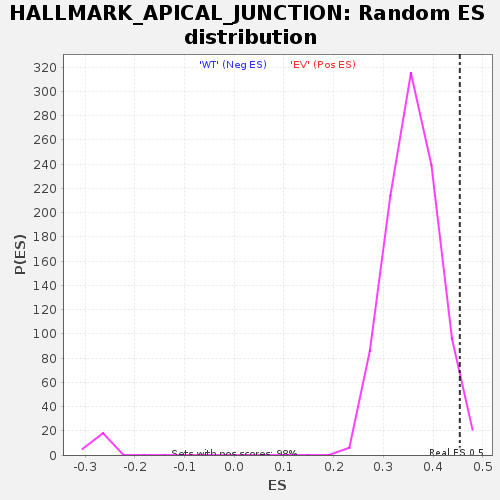 HALLMARK_APICAL_JUNCTION: Random ES
distribution
'WT' (Neg ES) 'EV' (Pos ES)
P(ES)
320
300
280
260
240
220
200
180
160
140
120
100
80
60
40
20
0
Sets with pos scores: 98%
Real ES 0.5
-0.3 -0.2 -0.1 0.0 0.1 0.2 0.3 0.4 0.5
ES